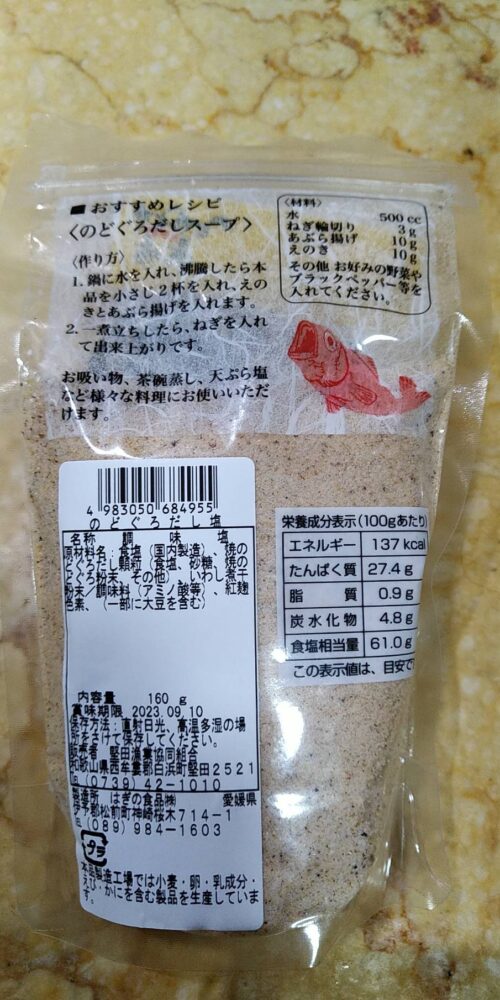 ■おすすめレシピ
〈のどぐろだしスープ〉
〈作り方〉
1. 鍋に水を入れ、沸騰したら本
品を小さじ2杯を入れ、えの
きとあぶら揚げを入れます。
2. 一煮立ちしたら、ねぎを入れ
て出来上がりです。
お吸い物、茶碗蒸し、天ぷら塩
など様々な料理にお使いいただ
けます。
〈材料〉
水 500cc
ねぎ輪切り 3g
あぶら揚げ 10g
えのき 10g
その他 お好みの野菜や
ブラックペッパー等を
入れてください。
4 983050 684955
のどぐろだし塩
名称 調味塩
原材料名:食塩(国内製造)、焼の
どぐろだし顆粒(食塩、砂糖、焼の
どぐろ粉末、その他)、いわし煮干
粉末/調味料(アミノ酸等)、紅麹
色素、(一部に大豆を含む)
内容量 160 g
賞味期限 2023.09.10
保存方法 直射日光、高温多湿の場
所をさけて保存してください。
販売者 堅田漁業協同組合
和歌山県西牟婁郡白浜町堅田2521
TEL(0739)42-1010
製造所 はぎの食品㈱ 愛媛県
伊予郡松前町神崎桜木714-1
TEL(089)984-1603
プラ
本品製造工場では小麦・卵・乳成分・
えび・かにを含む製品を生産していま
す。
栄養成分表示(100gあたり)
エネルギー 137 kcal
たんぱく質 27.4 g
脂質 0.9 g
炭水化物 4.8 g
食塩相当量 61.0 g
この表示値は、目安で